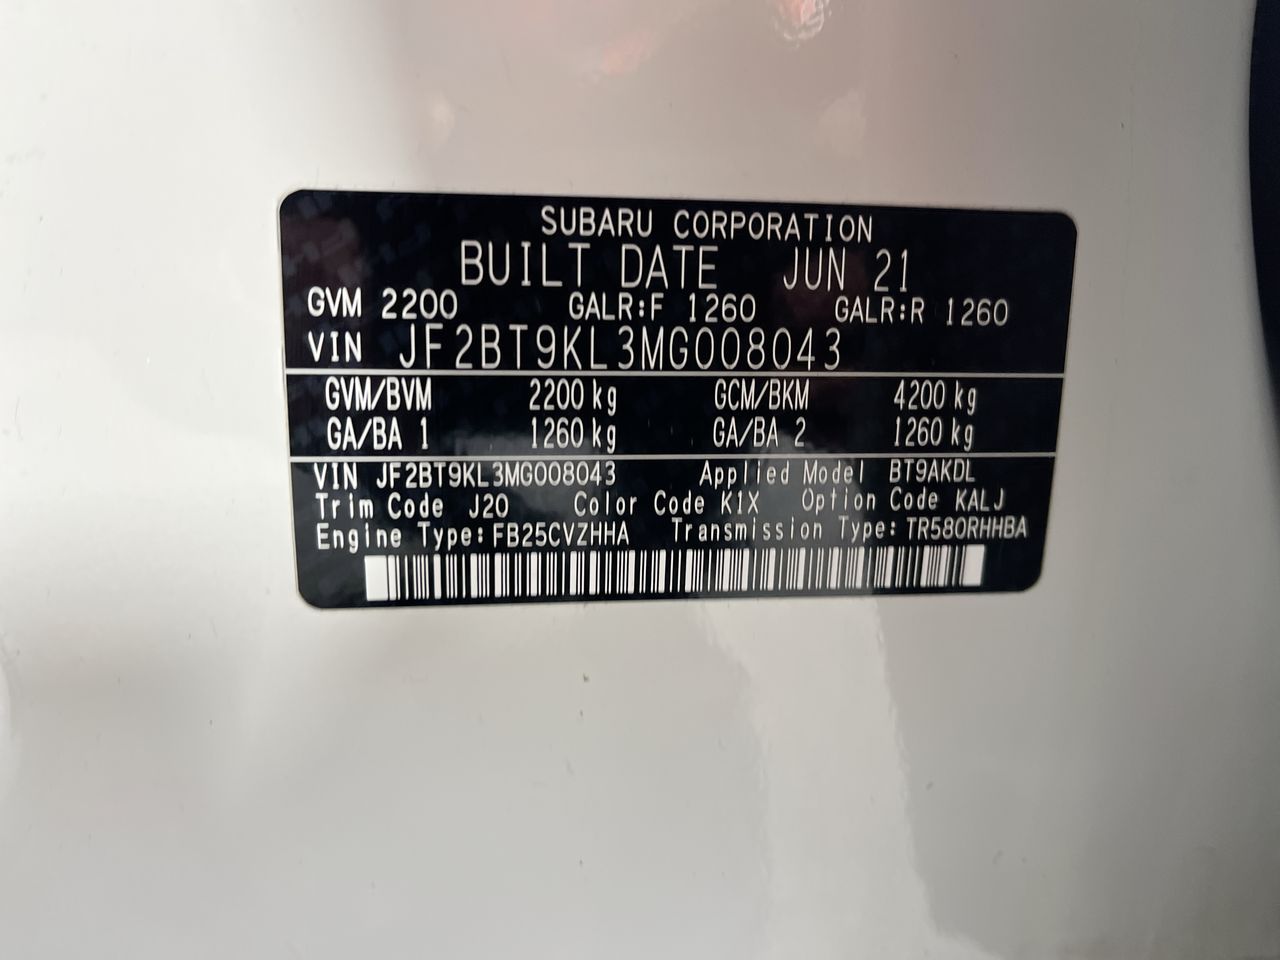 SUBARU CORPORATION
BUILT DATE JUN 21
GVM 2200 GALR:F 1260 GALR:R 1260
VIN JF2BT9KL3MG008043
GVM/BVM 2200 kg GCM/BKM 4200 kg
GA/BA 1 1260 kg GA/BA 2 1260 kg
VIN JF2BT9KL3MG008043 Applied Model BT9AKDL
Trim Code J20 Color Code K1X Option Code KALJ
Engine Type:FB25CVZHHA Transmission Type:TR580RHHBA